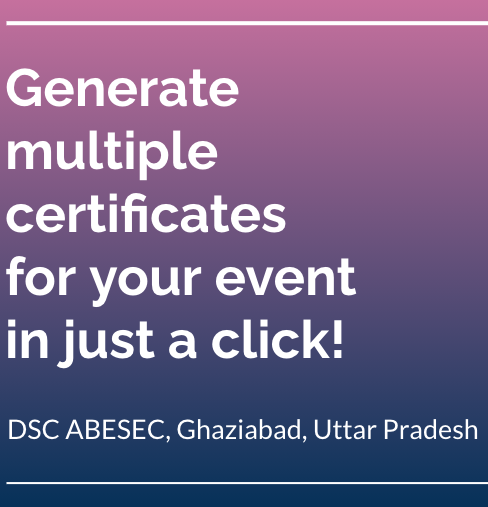 Generate
multiple
certificates
for your event
in just a click!
DSC ABESEC, Ghaziabad, Uttar Pradesh